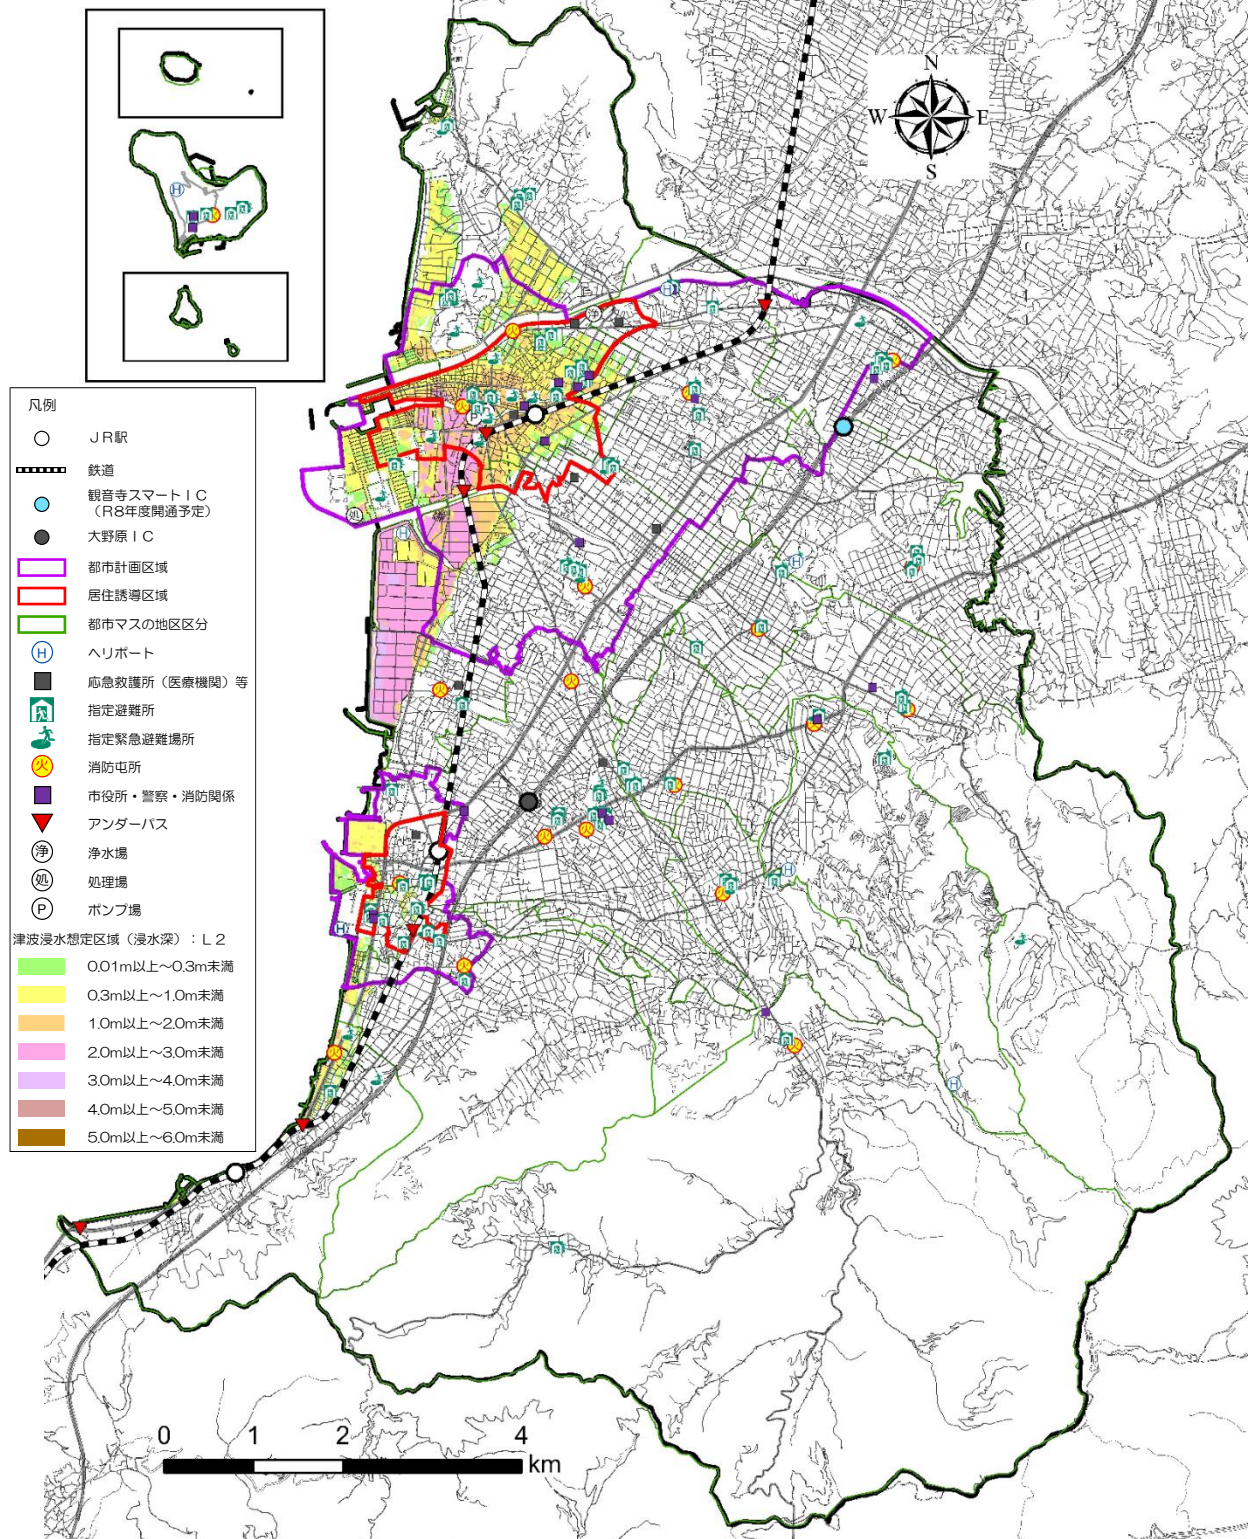 N
W
E
S
凡例
JR駅
鉄道
観音寺スマートIC
(R8年度開通予定)
大野原IC
都市計画区域
居住誘導区域
都市マスの地区区分
H
ヘリポート
応急救護所(医療機関)等
指定避難所
指定緊急避難場所
火
消防屯所
市役所・警察・消防関係
アンダーパス
浄
浄水場
処
処理場
P
ポンプ場
津波浸水想定区域(浸水深):L2
0.01m以上~0.3m未満
0.3m以上~1.0m未満
1.0m以上~2.0m未満
2.0m以上~3.0m未満
3.0m以上~4.0m未満
4.0m以上~5.0m未満
5.0m以上~6.0m未満
0 1 2 4
km